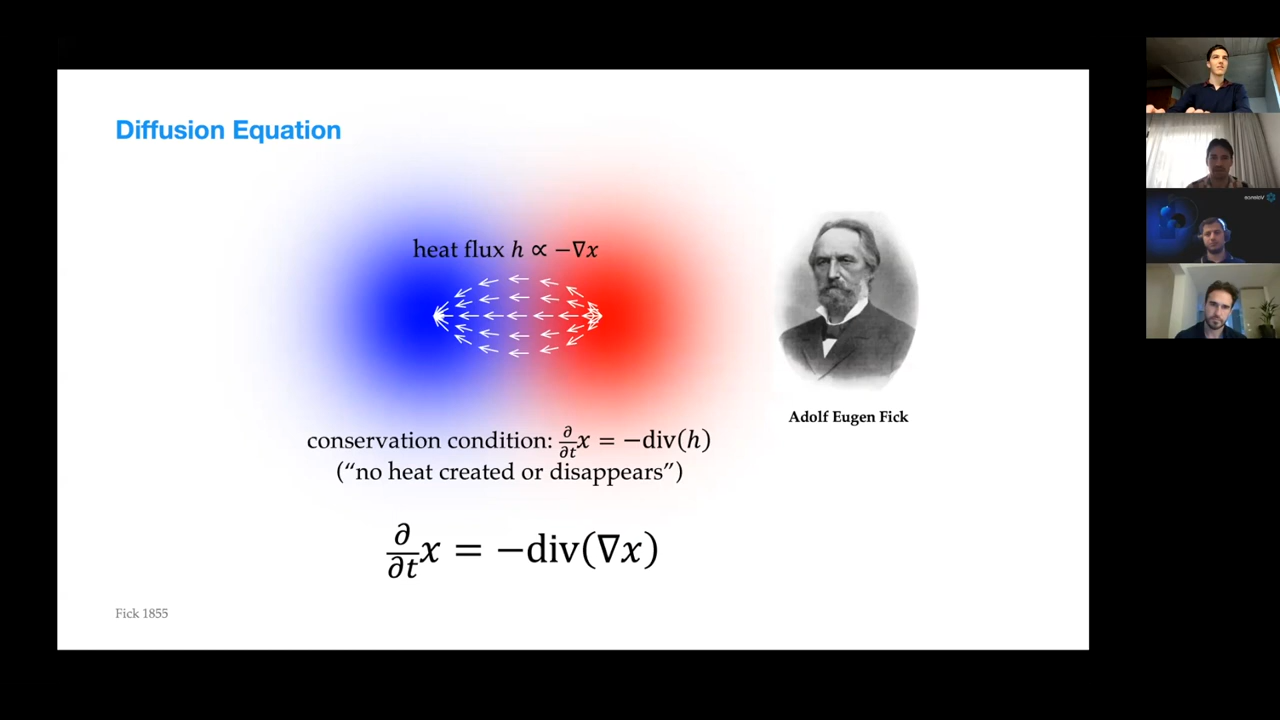 Diffusion Equation
heat flux ℎ ∝ −∇𝑥
Adolf Eugen Fick
conservation condition: ∂/∂𝑡 𝑥 = −div(ℎ)
(“no heat created or disappears”)
∂/∂𝑡 𝑥 = −div(∇𝑥)
Fick 1855